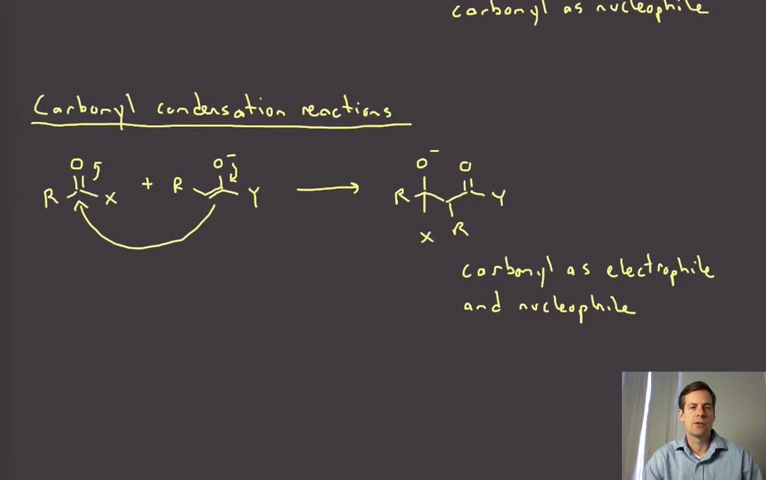 carbonyl as nucleophile
Carbonyl condensation reactions
O O⁻ O⁻ O
R X + R Y R Y
X R
carbonyl as electrophile
and nucleophile